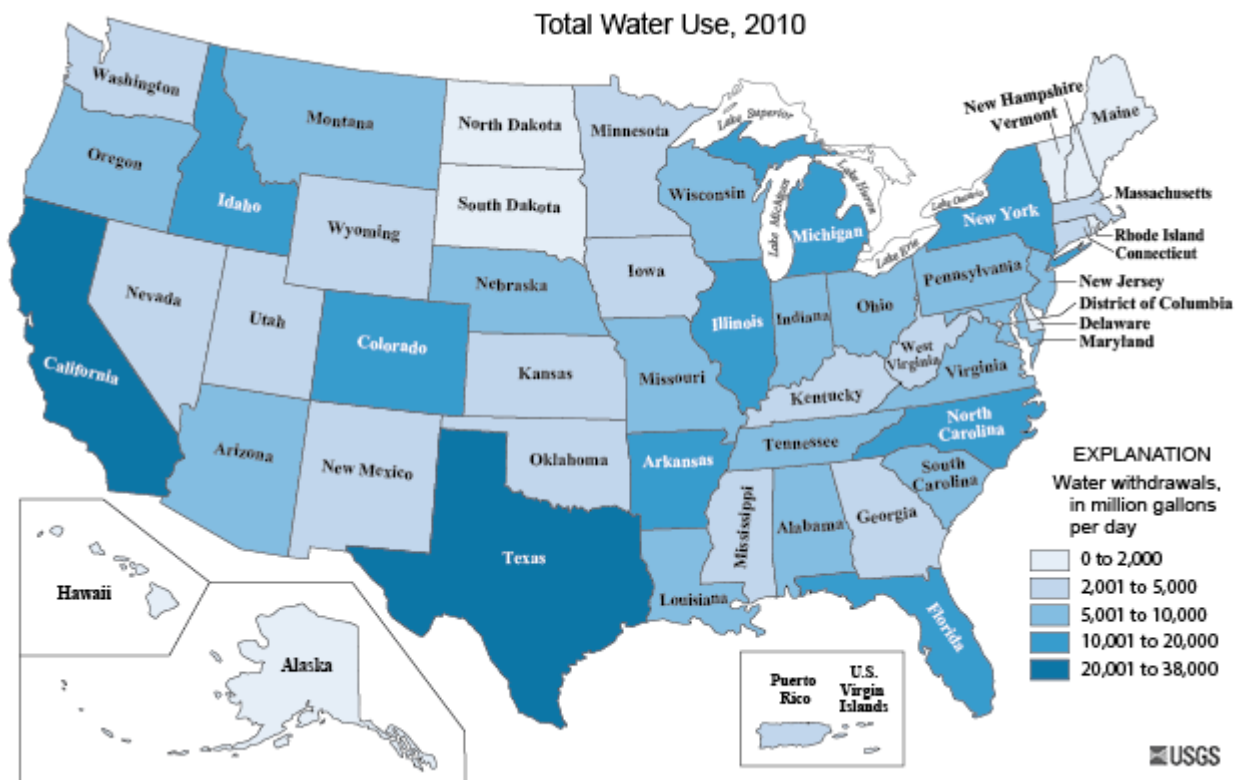 Total Water Use, 2010
Washington
Oregon
Montana
Idaho
Wyoming
North Dakota
South Dakota
Minnesota
Nebraska
Iowa
Wisconsin
Lake Superior
Lake Michigan
Lake Huron
Michigan
Lake Erie
Lake Ontario
New York
New Hampshire
Vermont
Maine
Massachusetts
Rhode Island
Connecticut
Pennsylvania
New Jersey
District of Columbia
Delaware
Maryland
California
Nevada
Utah
Colorado
Kansas
Missouri
Illinois
Indiana
Ohio
West
Virginia
Virginia
Kentucky
Tennessee
North
Carolina
South
Carolina
Arizona
New Mexico
Oklahoma
Arkansas
Texas
Louisiana
Mississippi
Alabama
Georgia
Florida
Hawaii
Alaska
Puerto
Rico
U.S.
Virgin
Islands
EXPLANATION
Water withdrawals,
in million gallons
per day
0 to 2,000
2,001 to 5,000
5,001 to 10,000
10,001 to 20,000
20,001 to 38,000
USGS